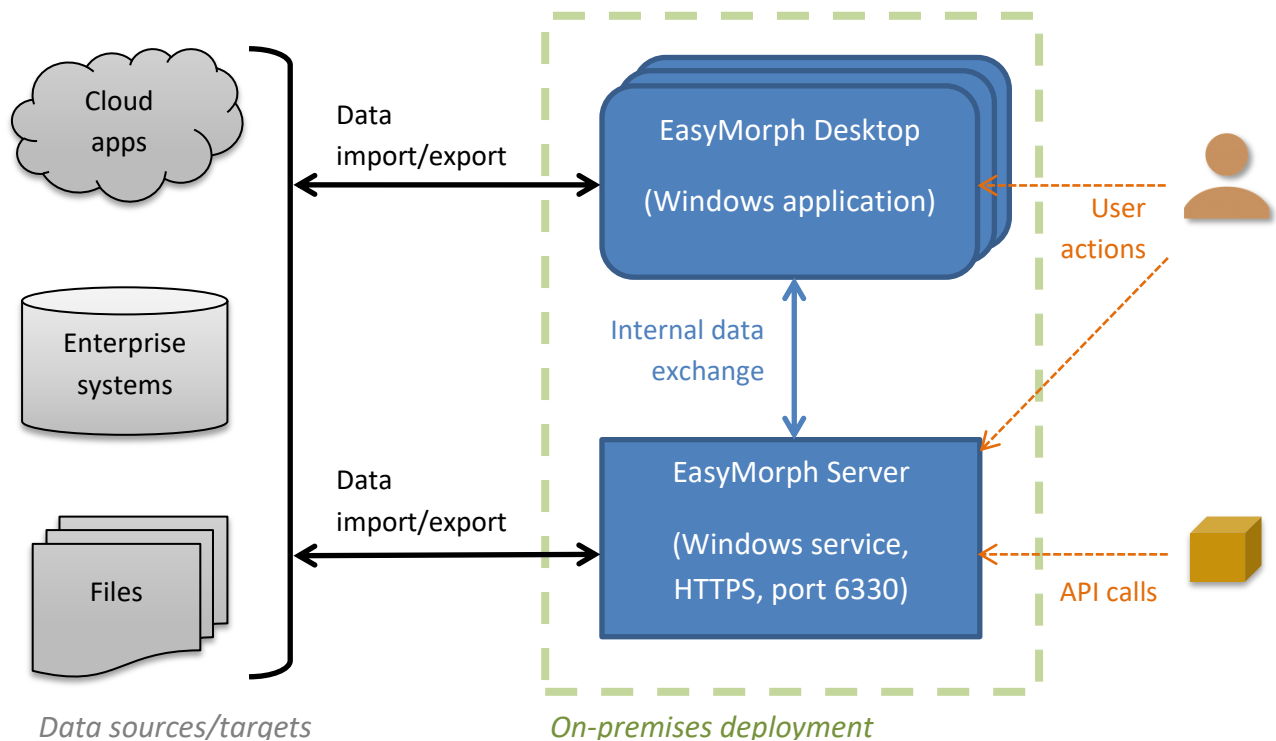 Cloud
apps
Enterprise
systems
Files
Data sources/targets
Data
import/export
Data
import/export
EasyMorph Desktop
(Windows application)
Internal data
exchange
EasyMorph Server
(Windows service,
HTTPS, port 6330)
On-premises deployment
User
actions
API calls